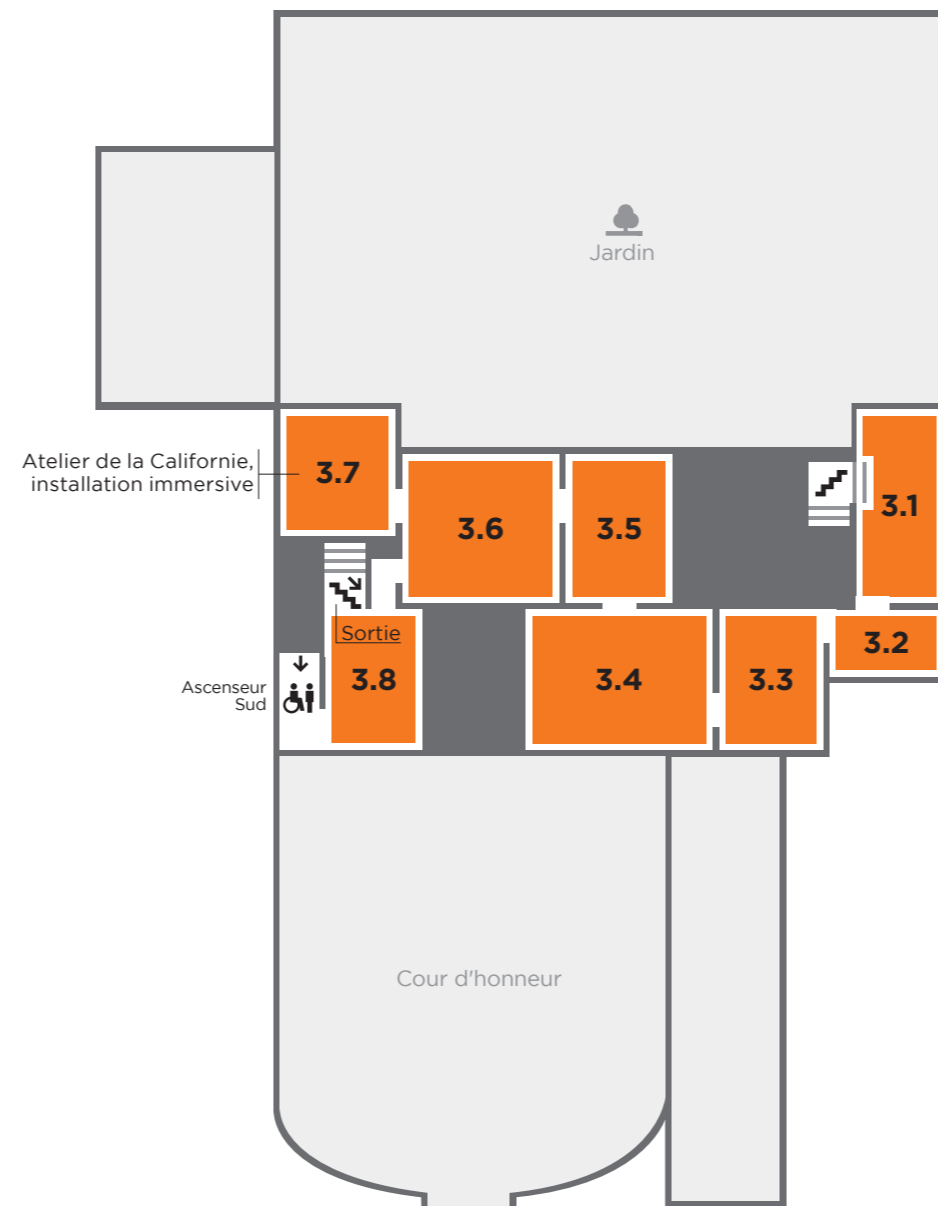 Jardin
Atelier de la Californie,
installation immersive
3.7
3.6
3.5
3.1
Sortie
3.2
3.8
3.4
3.3
Ascenseur
Sud
Cour d'honneur